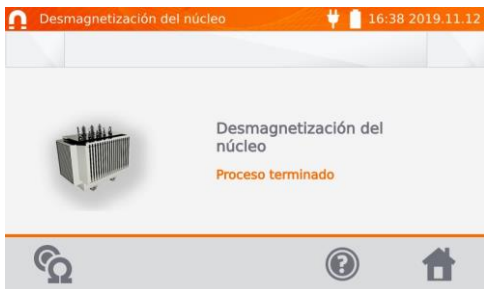 Desmagnetización del núcleo 16:38 2019.11.12
Desmagnetización del
núcleo
Proceso terminado
Ω
?